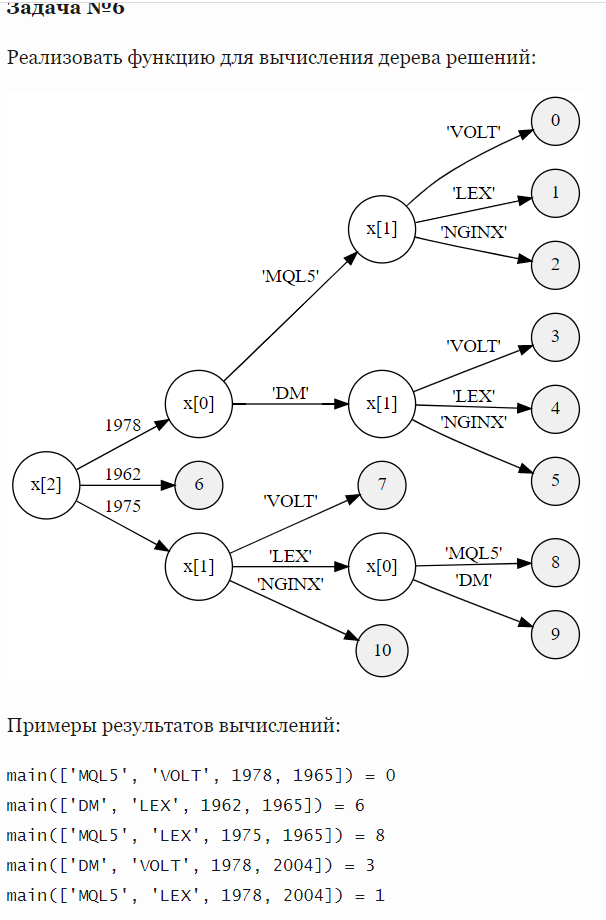 Задача №6
Реализовать функцию для вычисления дерева решений:
'VOLT'
0
'LEX'
1
x[1]
'NGINX'
2
'MQL5'
'VOLT'
3
x[0]
'DM'
x[1]
'LEX'
4
'NGINX'
1978
5
x[2]
1962
6
7
1975
'VOLT'
x[1]
'LEX'
x[0]
'MQL5'
8
'NGINX'
'DM'
9
10
Примеры результатов вычислений:
main(['MQL5', 'VOLT', 1978, 1965]) = 0
main(['DM', 'LEX', 1962, 1965]) = 6
main(['MQL5', 'LEX', 1975, 1965]) = 8
main(['DM', 'VOLT', 1978, 2004]) = 3
main(['MQL5', 'LEX', 1978, 2004]) = 1